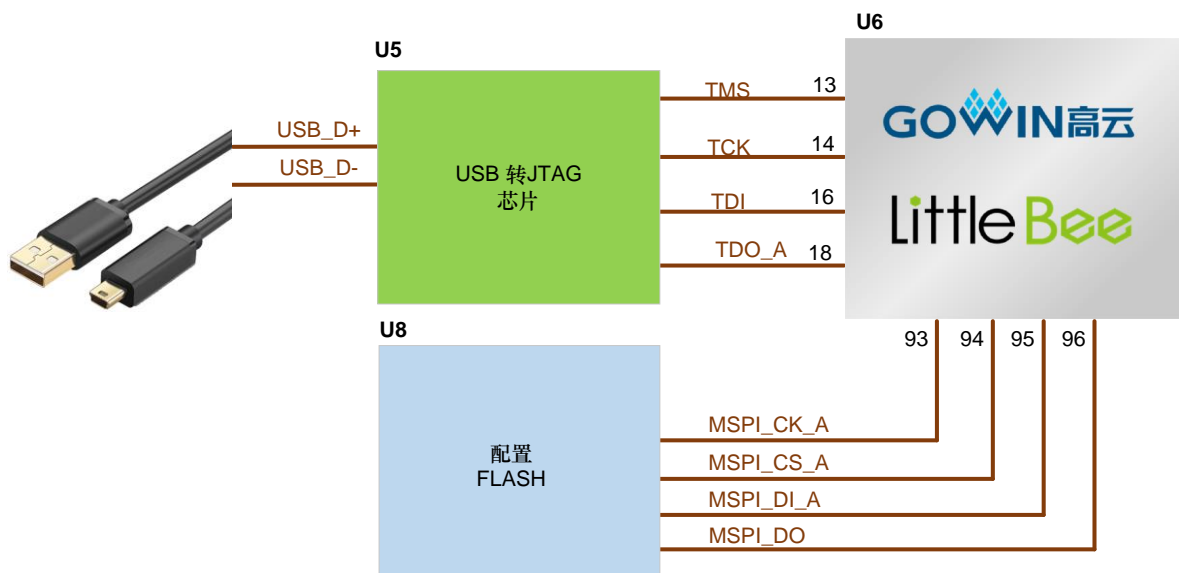 U6
U5
GOWIN高云
LittleBee
USB_D+
USB_D-
USB 转JTAG
芯片
TMS 13
TCK 14
TDI 16
TDO_A 18
U8
93 94 95 96
配置
FLASH
MSPI_CK_A
MSPI_CS_A
MSPI_DI_A
MSPI_DO